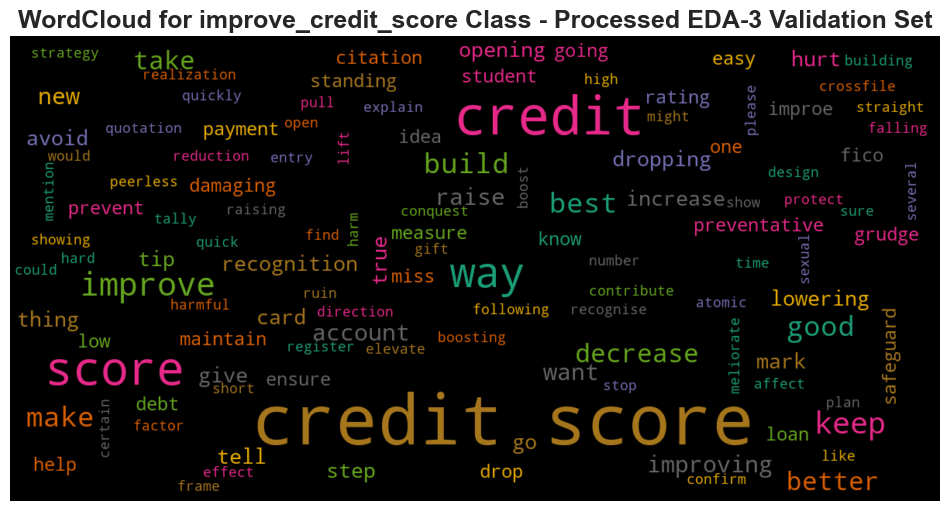 WordCloud for improve_credit_score Class - Processed EDA-3 Validation Set
strategy
take
citation
opening
going
easy
hurt
building
realization
standing
student
high
crossfile
new
quickly
pull
explain
rating
might
please
improe
straight
avoid
quotation
payment
open
lift
idea
credit
one
falling
would
reduction
entry
build
dropping
fico
mention
peerless
damaging
raise
boost
best
increase
show
design
protect
several
prevent
tally
raising
harm
conquest
measure
preventative
sure
grudge
showing
quick
find
true
gift
know
sexual
hard
could
tip
recognition
miss
way
number
time
improve
ruin
contribute
atomic
lowering
harmful
direction
following
recognise
thing
card
account
boosting
good
safeguard
low
maintain
register
elevate
decrease
meliorate
mark
score
give
ensure
want
stop
affect
short
plan
make
certain
debt
factor
credit score
go
loan
keep
help
tell
effect
step
drop
improving
confirm
like
better
frame